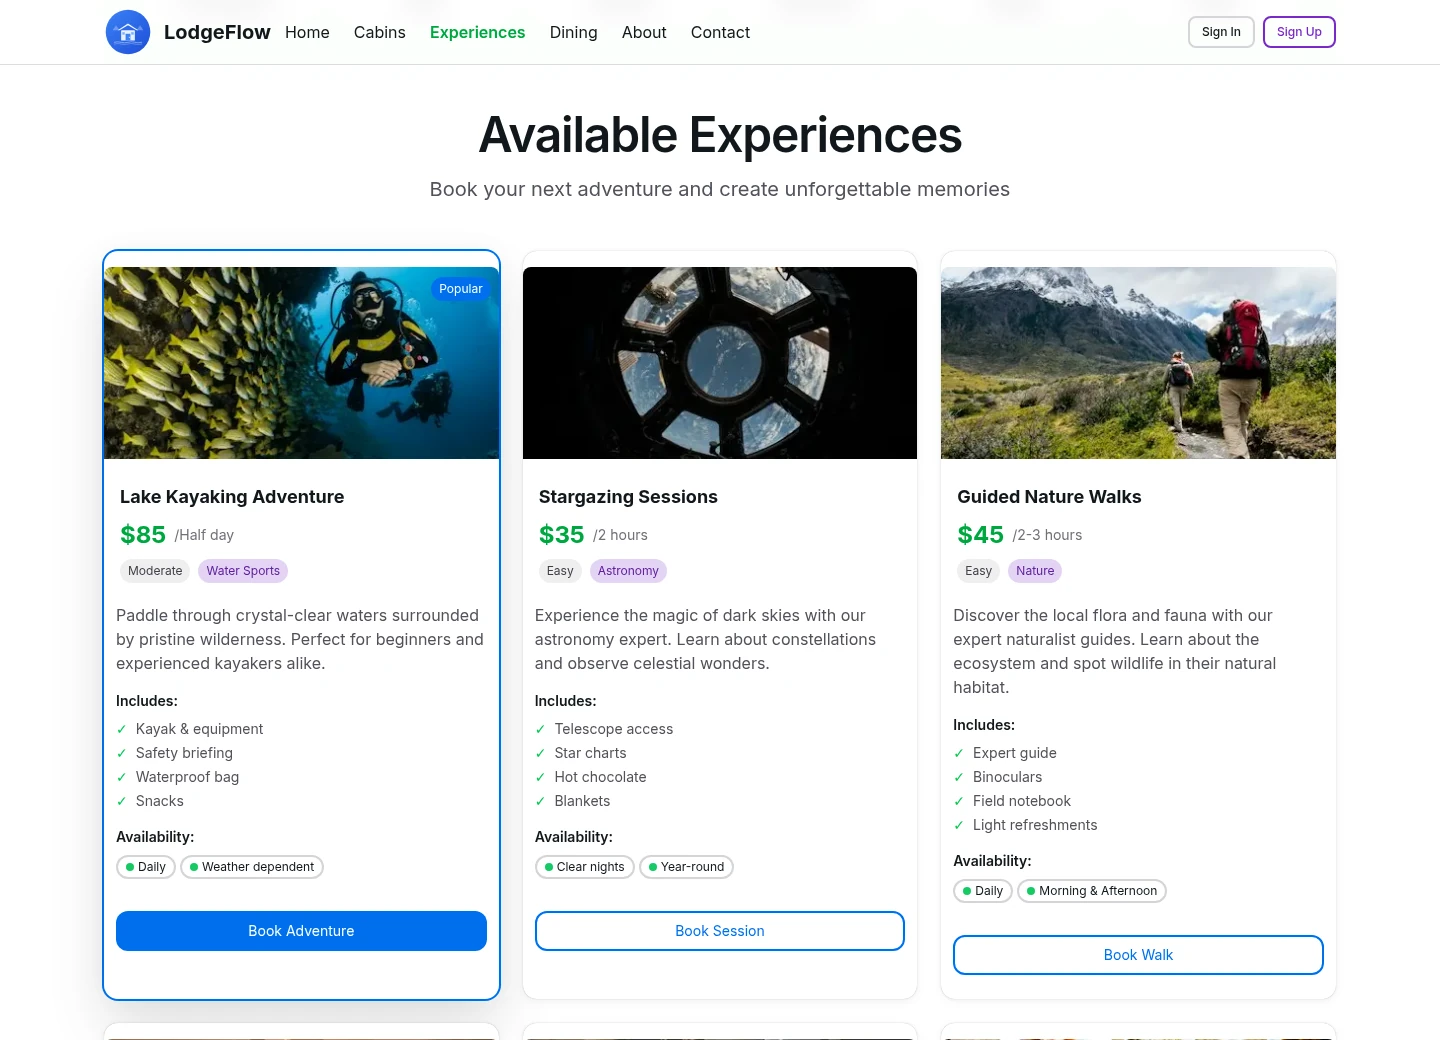 LodgeFlow Home Cabins Experiences Dining About Contact Sign In Sign Up
Available Experiences
Book your next adventure and create unforgettable memories
Popular
Lake Kayaking Adventure
$85 /Half day
Moderate Water Sports
Paddle through crystal-clear waters surrounded
by pristine wilderness. Perfect for beginners and
experienced kayakers alike.
Includes:
✓ Kayak & equipment
✓ Safety briefing
✓ Waterproof bag
✓ Snacks
Availability:
Daily Weather dependent
Book Adventure
Stargazing Sessions
$35 /2 hours
Easy Astronomy
Experience the magic of dark skies with our
astronomy expert. Learn about constellations
and observe celestial wonders.
Includes:
✓ Telescope access
✓ Star charts
✓ Hot chocolate
✓ Blankets
Availability:
Clear nights Year-round
Book Session
Guided Nature Walks
$45 /2-3 hours
Easy Nature
Discover the local flora and fauna with our
expert naturalist guides. Learn about the
ecosystem and spot wildlife in their natural
habitat.
Includes:
✓ Expert guide
✓ Binoculars
✓ Field notebook
✓ Light refreshments
Availability:
Daily Morning & Afternoon
Book Walk